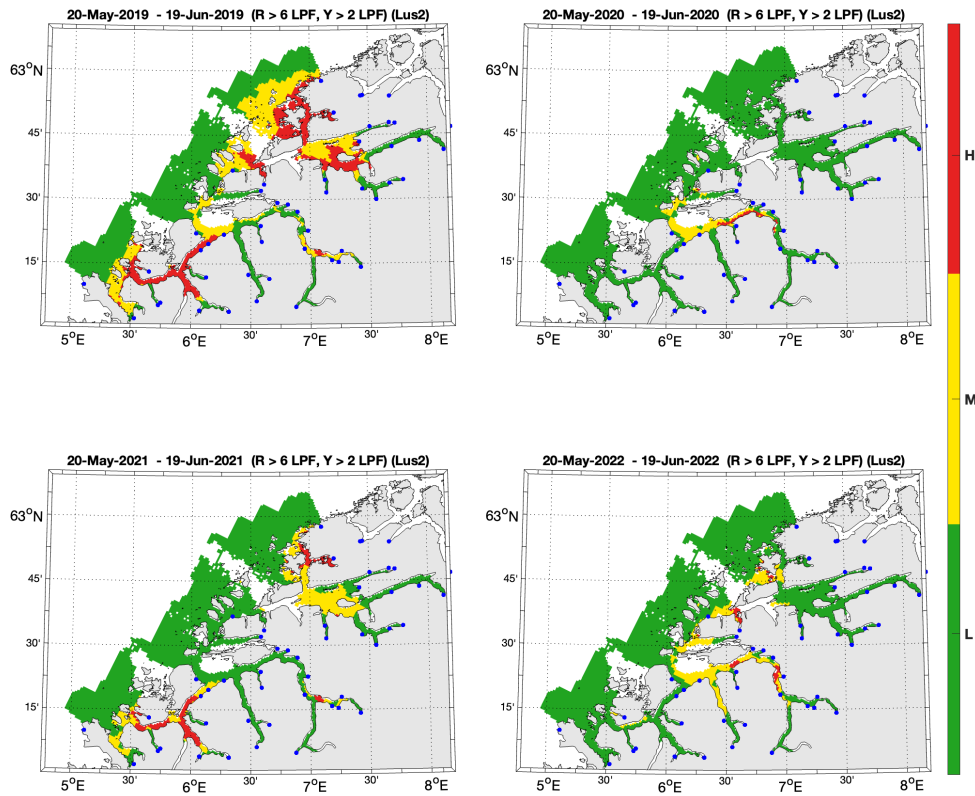 20-May-2019 - 19-Jun-2019 (R > 6 LPF, Y > 2 LPF) (Lus2)
20-May-2020 - 19-Jun-2020 (R > 6 LPF, Y > 2 LPF) (Lus2)
63°N
45'
30'
15'
5°E
30'
6°E
30'
7°E
30'
8°E
63°N
45'
30'
15'
5°E
30'
6°E
30'
7°E
30'
8°E
20-May-2021 - 19-Jun-2021 (R > 6 LPF, Y > 2 LPF) (Lus2)
20-May-2022 - 19-Jun-2022 (R > 6 LPF, Y > 2 LPF) (Lus2)
63°N
45'
30'
15'
5°E
30'
6°E
30'
7°E
30'
8°E
63°N
45'
30'
15'
5°E
30'
6°E
30'
7°E
30'
8°E
H
M
L